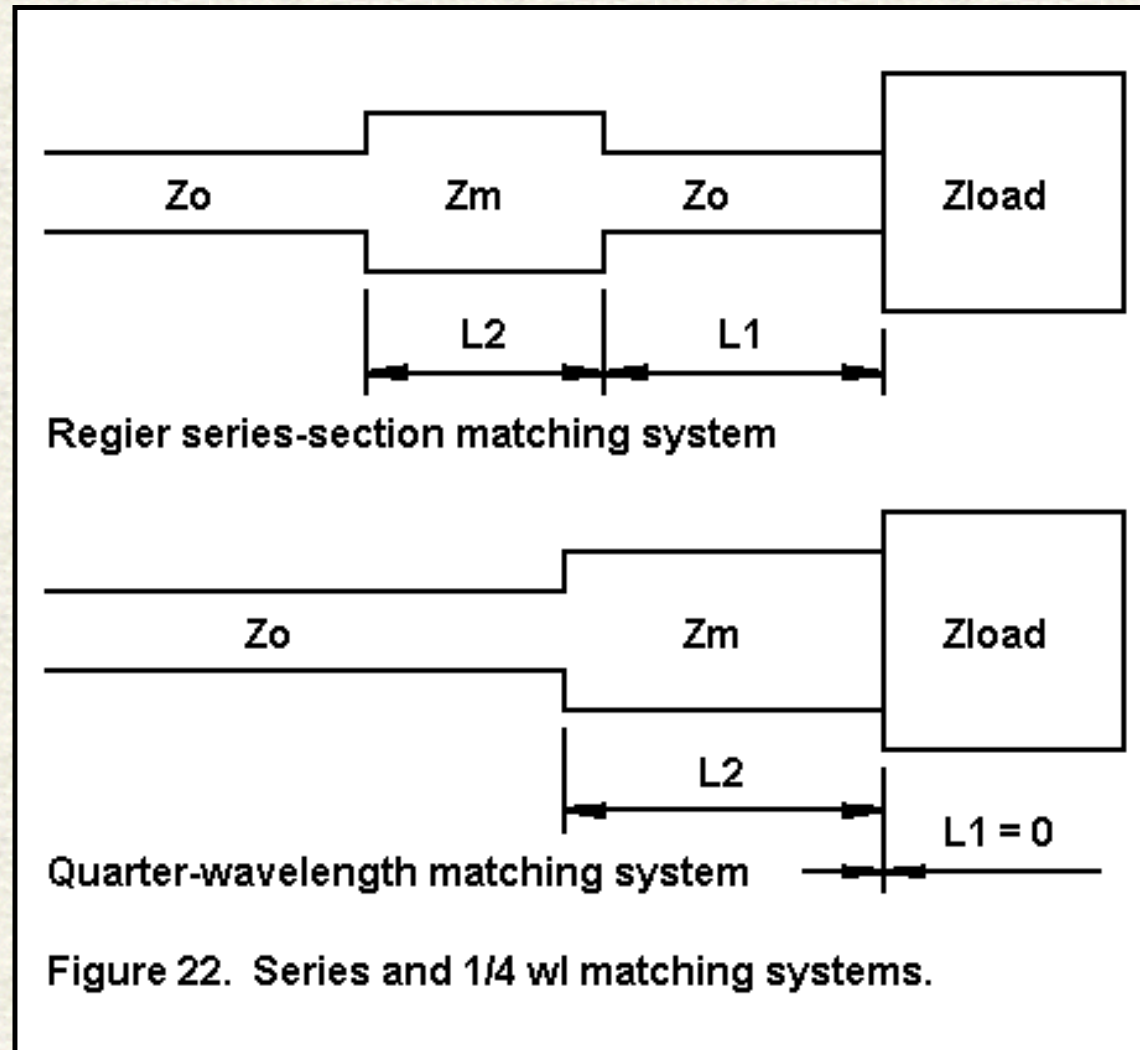 Zo Zm Zo Zload
L2 L1
Regier series-section matching system
Zo Zm Zload
L2
L1 = 0
Quarter-wavelength matching system
Figure 22. Series and 1/4 wl matching systems.